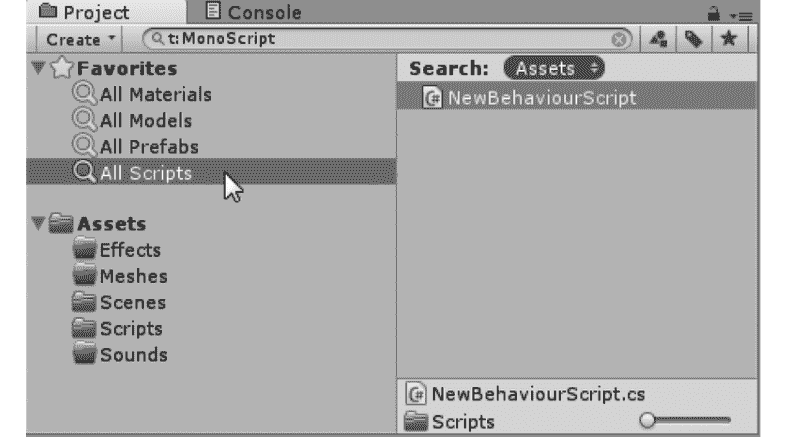 Project
Console
Create
t:MonoScript
Favorites
All Materials
All Models
All Prefabs
All Scripts
Assets
Effects
Meshes
Scenes
Scripts
Sounds
Search: Assets
C# NewBehaviourScript
C# NewBehaviourScript.cs
Scripts